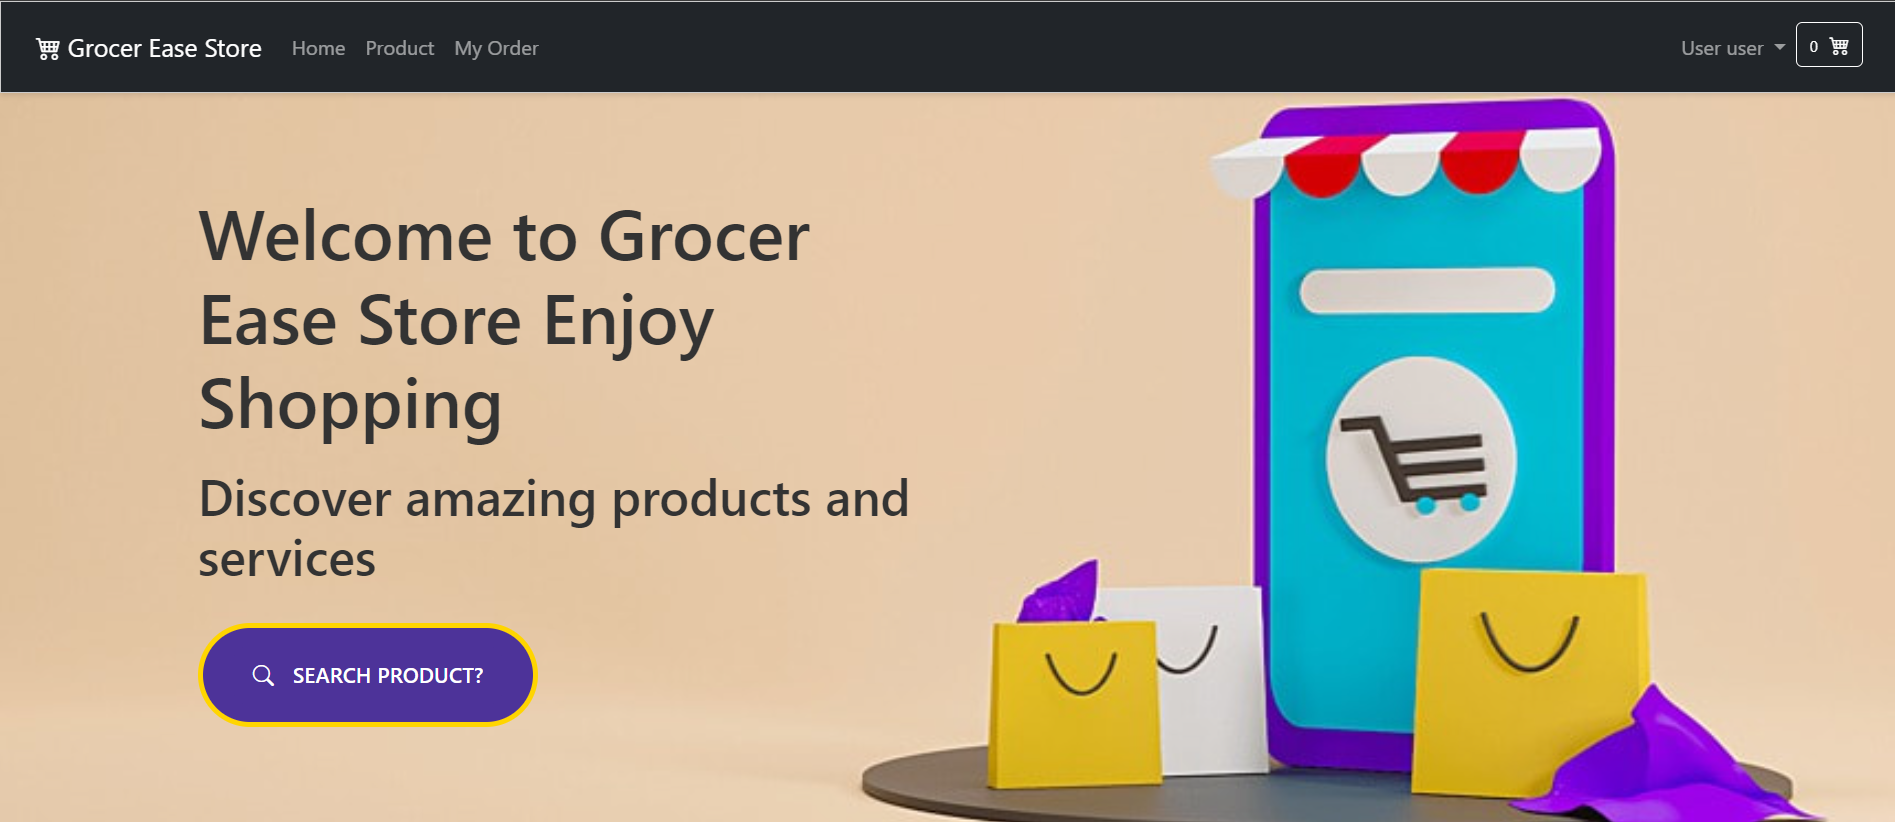 Grocer Ease Store Home Product My Order User user 0
Welcome to Grocer
Ease Store Enjoy
Shopping
Discover amazing products and
services
SEARCH PRODUCT?